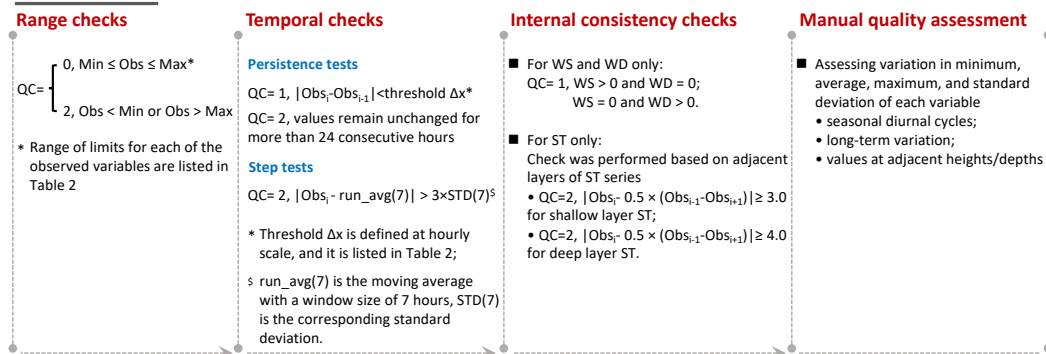 Range checks
QC=
0, Min ≤ Obs ≤ Max*
2, Obs < Min or Obs > Max
* Range of limits for each of the
observed variables are listed in
Table 2
Temporal checks
Persistence tests
QC= 1, |Obsᵢ-Obsᵢ₋₁|<threshold Δx*
QC= 2, values remain unchanged for
more than 24 consecutive hours
Step tests
QC= 2, |Obsᵢ - run_avg(7)| > 3×STD(7)$
* Threshold Δx is defined at hourly
scale, and it is listed in Table 2;
$ run_avg(7) is the moving average
with a window size of 7 hours, STD(7)
is the corresponding standard
deviation.
Internal consistency checks
■ For WS and WD only:
QC= 1, WS > 0 and WD = 0;
WS = 0 and WD > 0.
■ For ST only:
Check was performed based on adjacent
layers of ST series
• QC=2, |Obsᵢ- 0.5 × (Obsᵢ₋₁-Obsᵢ₊₁)|≥ 3.0
for shallow layer ST;
• QC=2, |Obsᵢ- 0.5 × (Obsᵢ₋₁-Obsᵢ₊₁)|≥ 4.0
for deep layer ST.
Manual quality assessment
■ Assessing variation in minimum,
average, maximum, and standard
deviation of each variable
• seasonal diurnal cycles;
• long-term variation;
• values at adjacent heights/depths